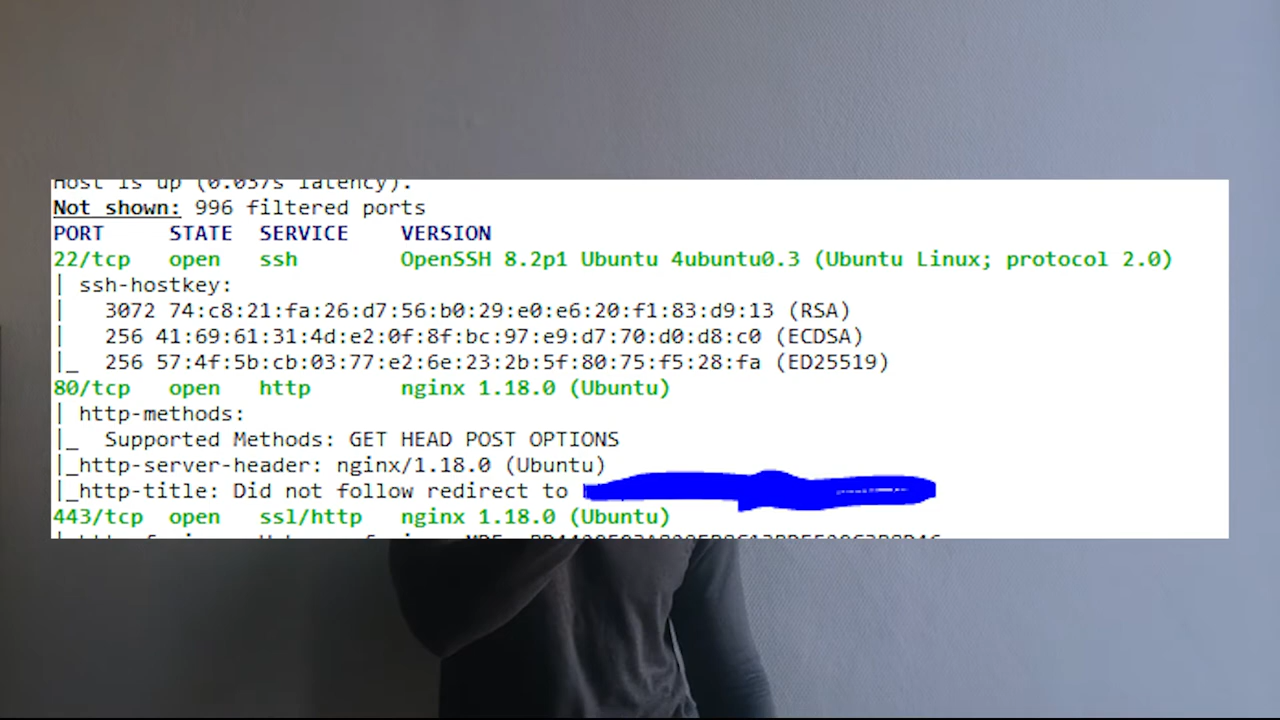 Host is up (0.037s latency).
Not shown: 996 filtered ports
PORT STATE SERVICE VERSION
22/tcp open ssh OpenSSH 8.2p1 Ubuntu 4ubuntu0.3 (Ubuntu Linux; protocol 2.0)
| ssh-hostkey:
| 3072 74:c8:21:fa:26:d7:56:b0:29:e0:e6:20:f1:83:d9:13 (RSA)
| 256 41:69:61:31:4d:e2:0f:8f:bc:97:e9:d7:70:d0:d8:c0 (ECDSA)
|_ 256 57:4f:5b:cb:03:77:e2:6e:23:2b:5f:80:75:f5:28:fa (ED25519)
80/tcp open http nginx 1.18.0 (Ubuntu)
| http-methods:
|_ Supported Methods: GET HEAD POST OPTIONS
|_http-server-header: nginx/1.18.0 (Ubuntu)
|_http-title: Did not follow redirect to
443/tcp open ssl/http nginx 1.18.0 (Ubuntu)